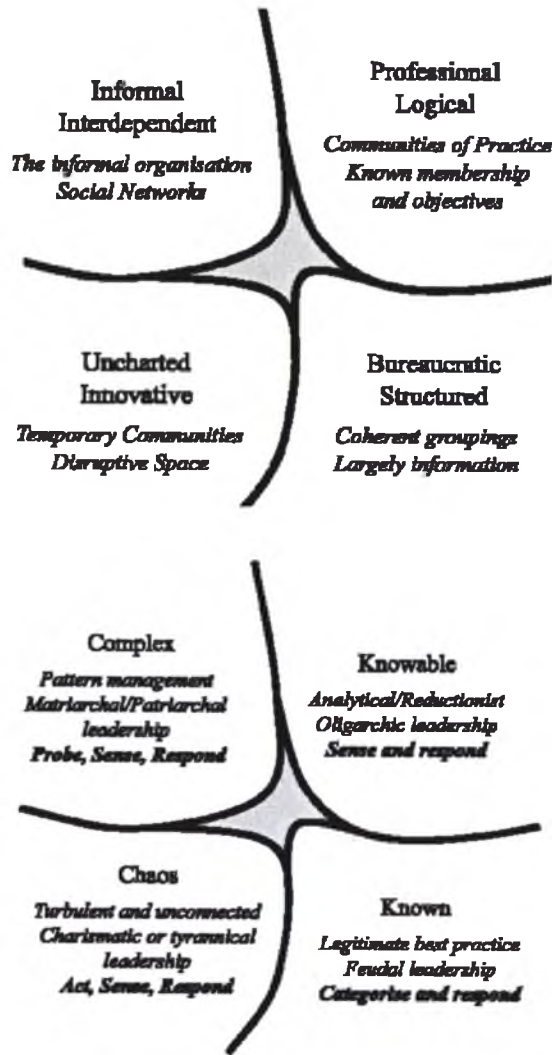 Informal
Interdependent
The informal organisation
Social Networks
Professional
Logical
Communities of Practice
Known membership
and objectives
Uncharted
Innovative
Temporary Communities
Disruptive Space
Bureaucratic
Structured
Coherent groupings
Largely information
Complex
Pattern management
Matriarchal/Patriarchal
leadership
Probe, Sense, Respond
Knowable
Analytical/Reductionist
Oligarchic leadership
Sense and respond
Chaos
Turbulent and unconnected
Charismatic or tyrannical
leadership
Act, Sense, Respond
Known
Legitimate best practice
Feudal leadership
Categorise and respond